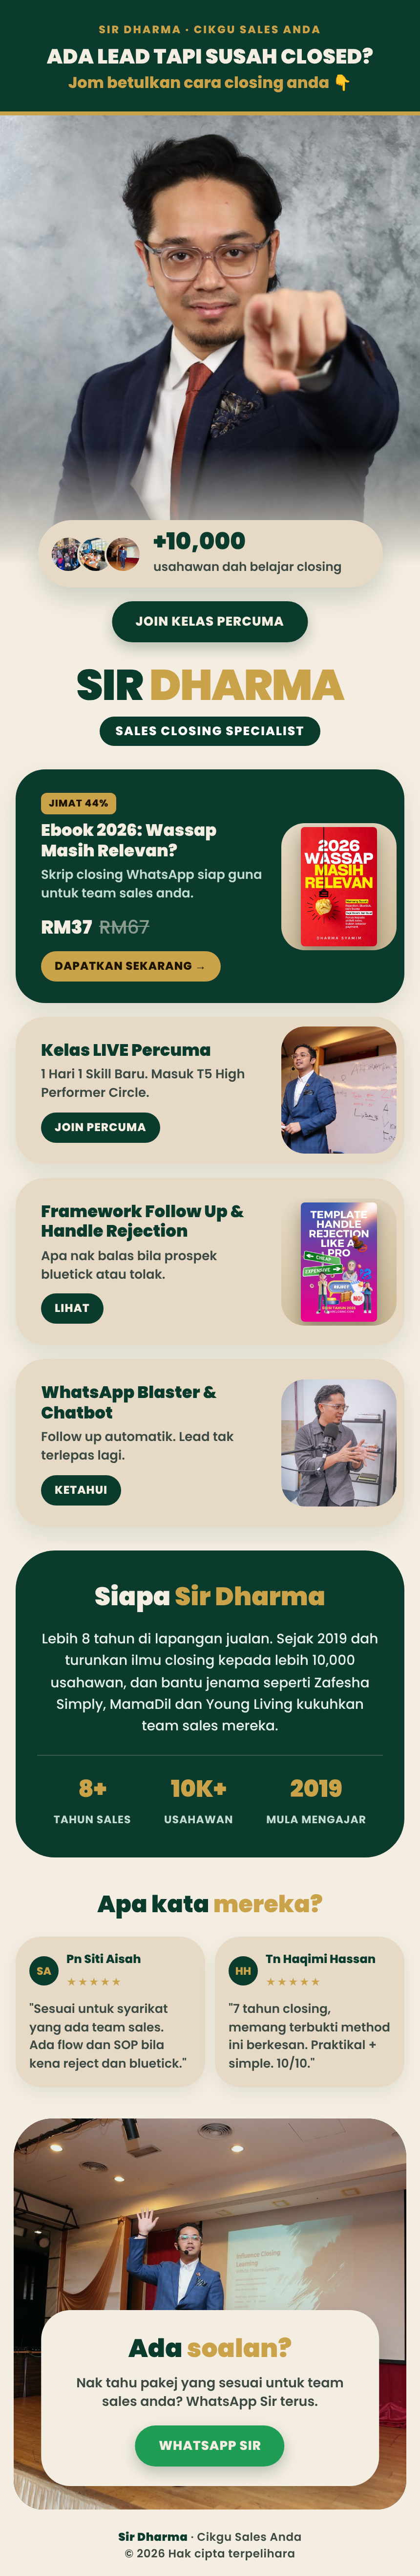 SIR DHARMA · CIKGU SALES ANDA
ADA LEAD TAPI SUSAH CLOSED?
Jom betulkan cara closing anda 👇
+10,000
usahawan dah belajar closing
JOIN KELAS PERCUMA
SIR DHARMA
SALES CLOSING SPECIALIST
JIMAT 44%
Ebook 2026: Wassap
Masih Relevan?
Skrip closing WhatsApp siap guna
untuk team sales anda.
RM37 RM67
DAPATKAN SEKARANG →
2026
WASSAP
MASIH
RELEVAN
DHARMA SYAMIM
Kelas LIVE Percuma
1 Hari 1 Skill Baru. Masuk T5 High
Performer Circle.
JOIN PERCUMA
Framework Follow Up &
Handle Rejection
Apa nak balas bila prospek
bluetick atau tolak.
LIHAT
TEMPLATE
HANDLE
REJECTION
LIKE A
PRO
CHEAP
EXPENSIVE
REJECT
NO!
WhatsApp Blaster &
Chatbot
Follow up automatik. Lead tak
terlepas lagi.
KETAHUI
Siapa Sir Dharma
Lebih 8 tahun di lapangan jualan. Sejak 2019 dah
turunkan ilmu closing kepada lebih 10,000
usahawan, dan bantu jenama seperti Zafesha
Simply, MamaDil dan Young Living kukuhkan
team sales mereka.
8+
TAHUN SALES
10K+
USAHAWAN
2019
MULA MENGAJAR
Apa kata mereka?
SA
Pn Siti Aisah
★★★★★
"Sesuai untuk syarikat
yang ada team sales.
Ada flow dan SOP bila
kena reject dan bluetick."
HH
Tn Haqimi Hassan
★★★★★
"7 tahun closing,
memang terbukti method
ini berkesan. Praktikal +
simple. 10/10."
Influence Closing
Ada soalan?
Nak tahu pakej yang sesuai untuk team
sales anda? WhatsApp Sir terus.
WHATSAPP SIR
Sir Dharma · Cikgu Sales Anda
© 2026 Hak cipta terpelihara